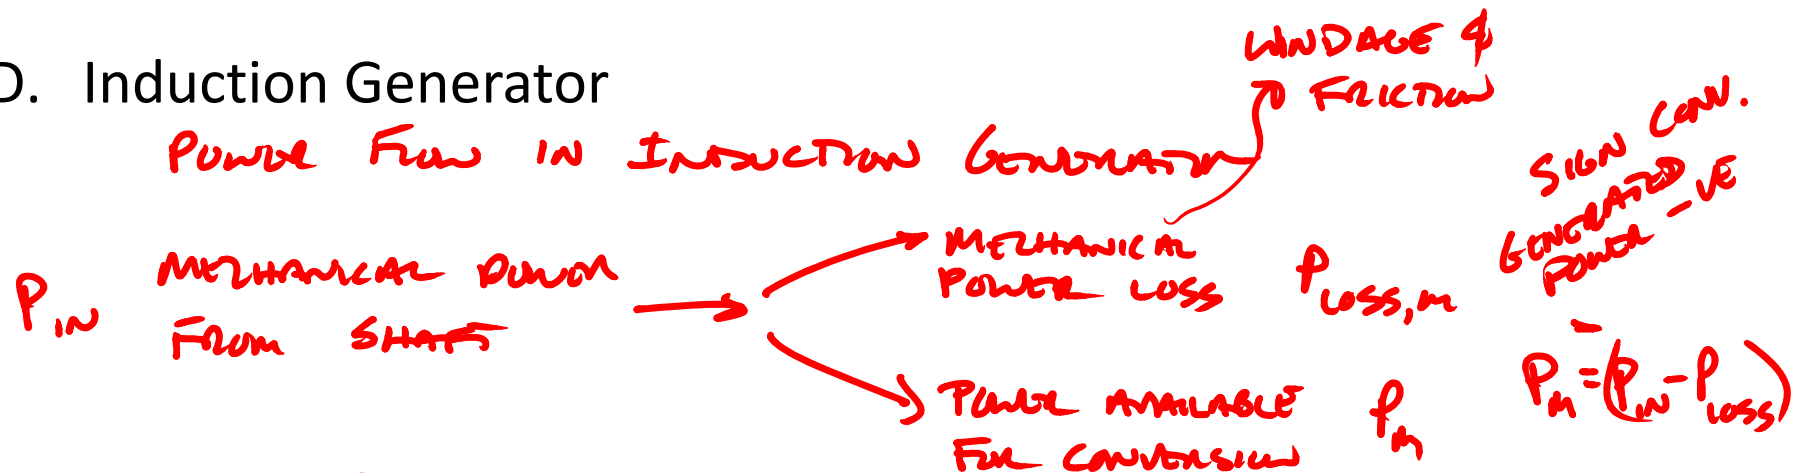 D. Induction Generator
WINDAGE &
FRICTION
POWER FLOW IN INDUCTION GENERATOR
SIGN CONV.
GENERATED
POWER -VE
P_IN MECHANICAL POWER
FROM SHAFT
MECHANICAL
POWER LOSS P_LOSS,m
POWER AVAILABLE P_m
FOR CONVERSION
P_m = -(P_IN - P_LOSS)